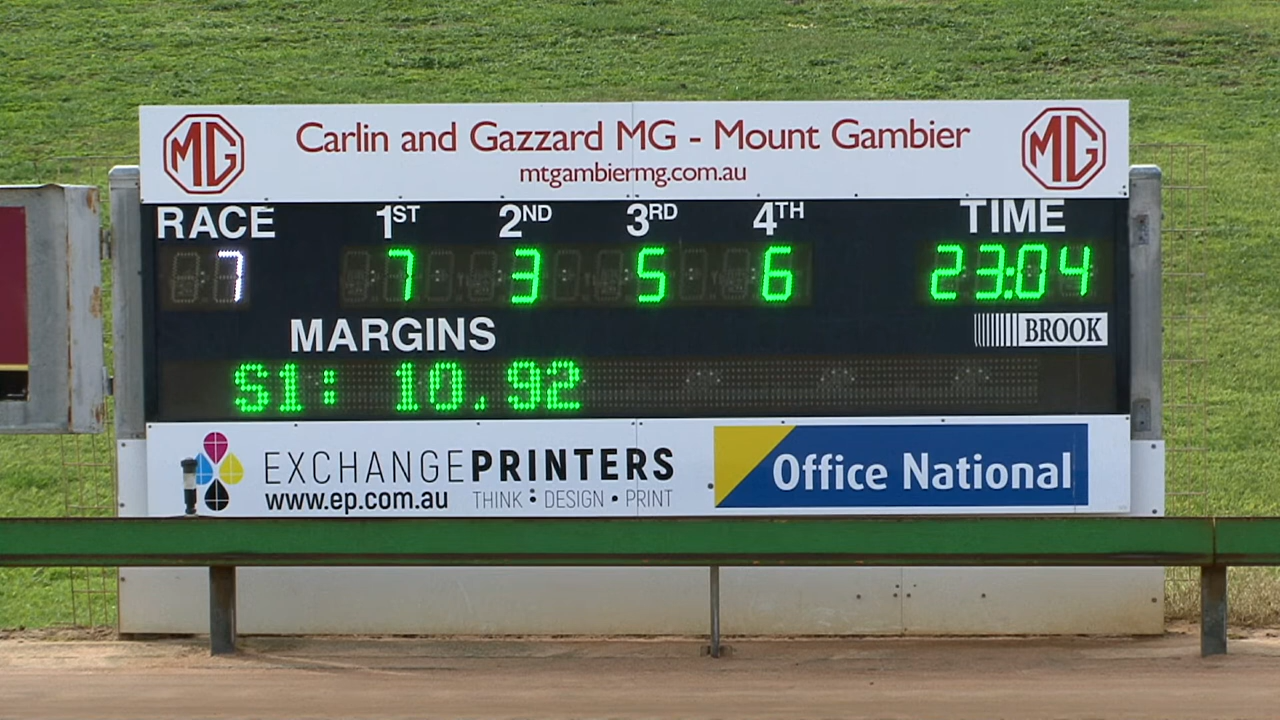 MG Carlin and Gazzard MG - Mount Gambier MG
mtgambiermg.com.au
RACE 1ST 2ND 3RD 4TH TIME
7 7 3 5 6 23:04
MARGINS BROOK
S1: 10.92
EXCHANGEPRINTERS Office National
www.ep.com.au THINK : DESIGN • PRINT